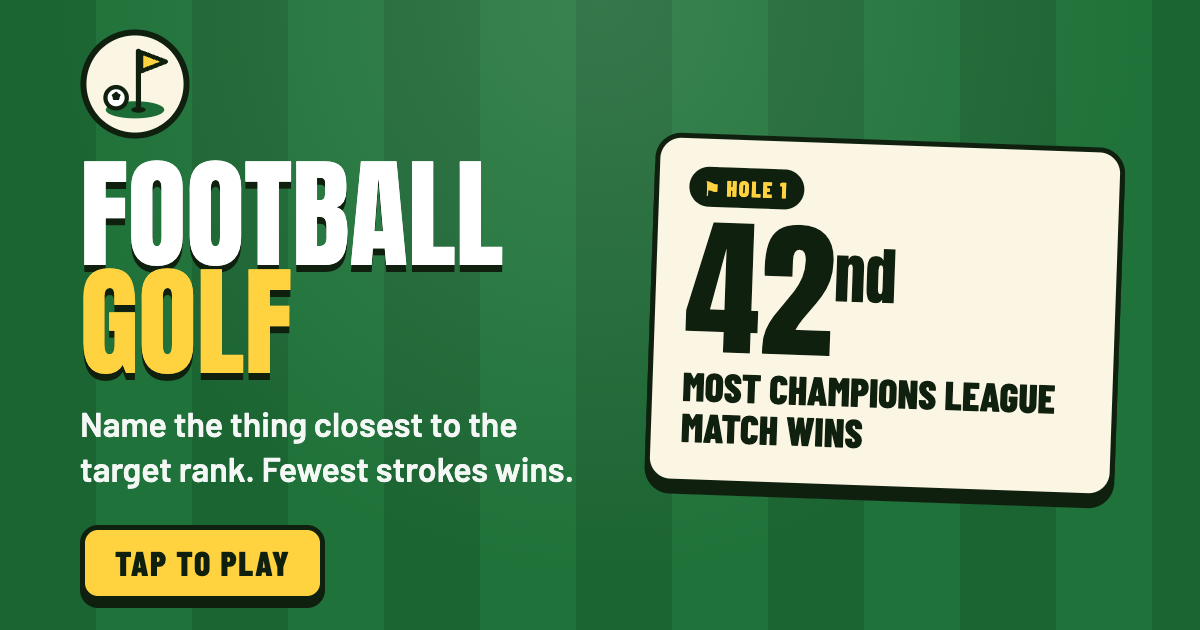 FOOTBALL
GOLF
Name the thing closest to the
target rank. Fewest strokes wins.
TAP TO PLAY
HOLE 1
42nd
MOST CHAMPIONS LEAGUE
MATCH WINS